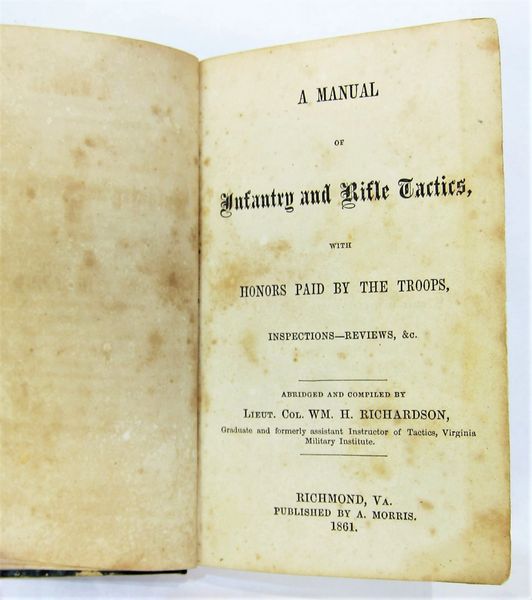 A MANUAL
OF
Infantry and Rifle Tactics,
WITH
HONORS PAID BY THE TROOPS,
INSPECTIONS—REVIEWS, &c.
ABRIDGED AND COMPILED BY
LIEUT. COL. WM. H. RICHARDSON,
Graduate and formerly assistant Instructor of Tactics, Virginia
Military Institute.
RICHMOND, VA.
PUBLISHED BY A. MORRIS.
1861.